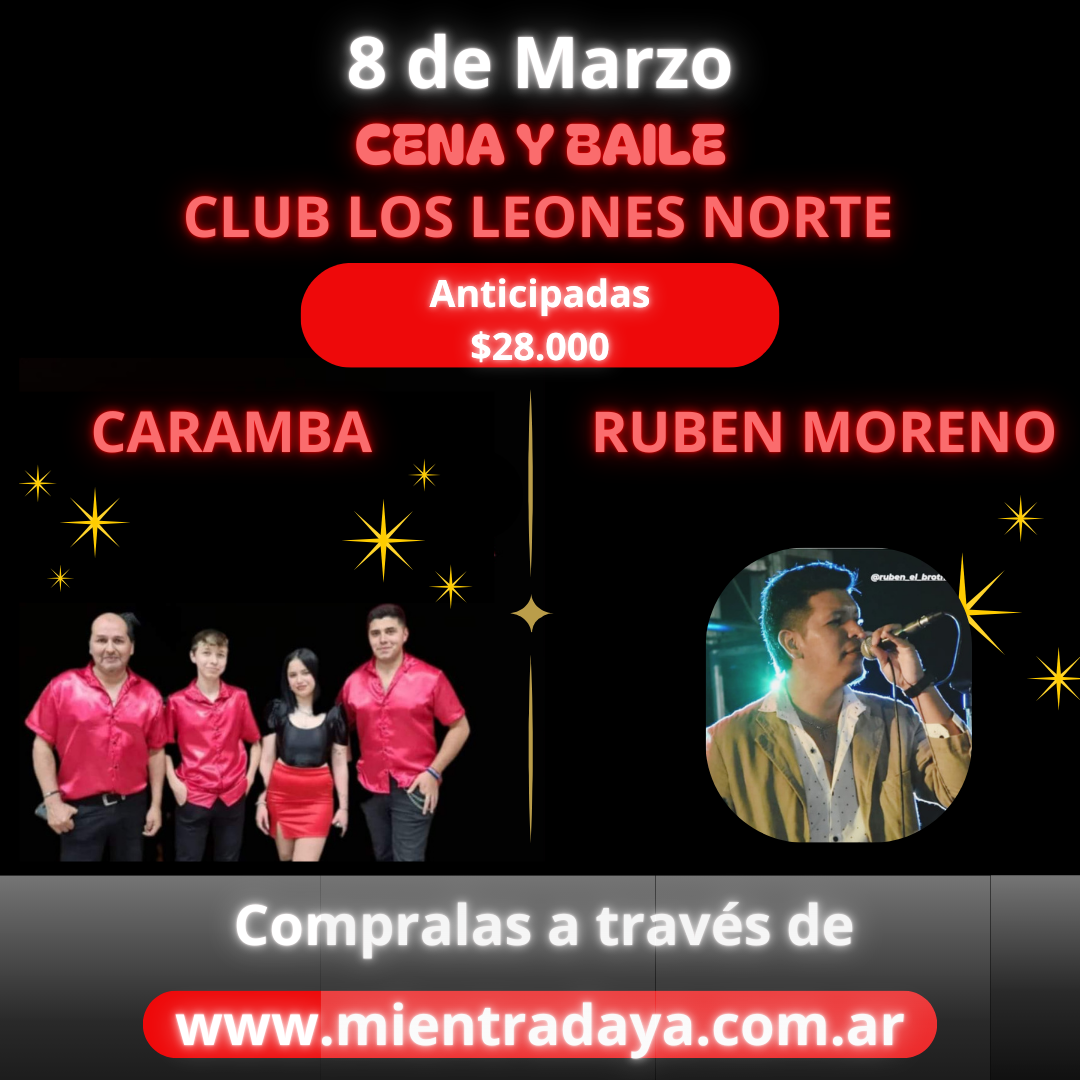 8 de Marzo
CENA Y BAILE
CLUB LOS LEONES NORTE
Anticipadas
$28.000
CARAMBA
RUBEN MORENO
Compralas a través de
www.mientradaya.com.ar